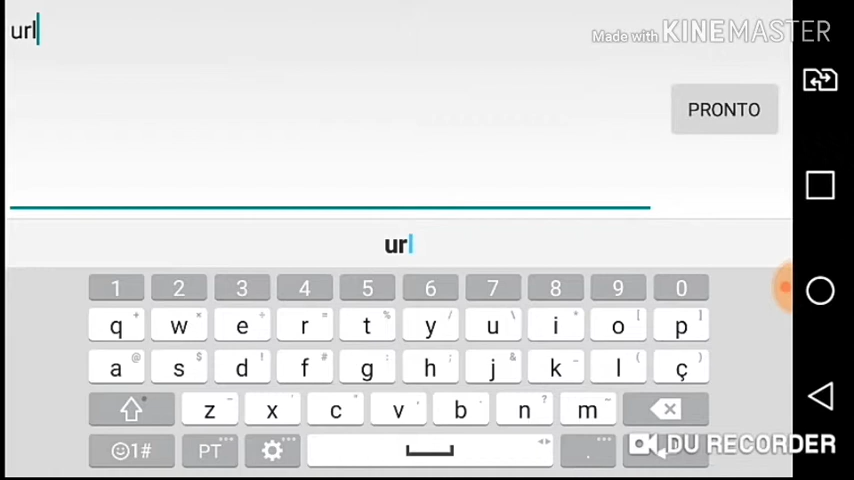 url
Made with KINEMASTER
PRONTO
url
1 2 3 4 5 6 7 8 9 0
q w e r t y u i o p
a s d f g h j k l ç
z x c v b n m
1# PT .
DU RECORDER